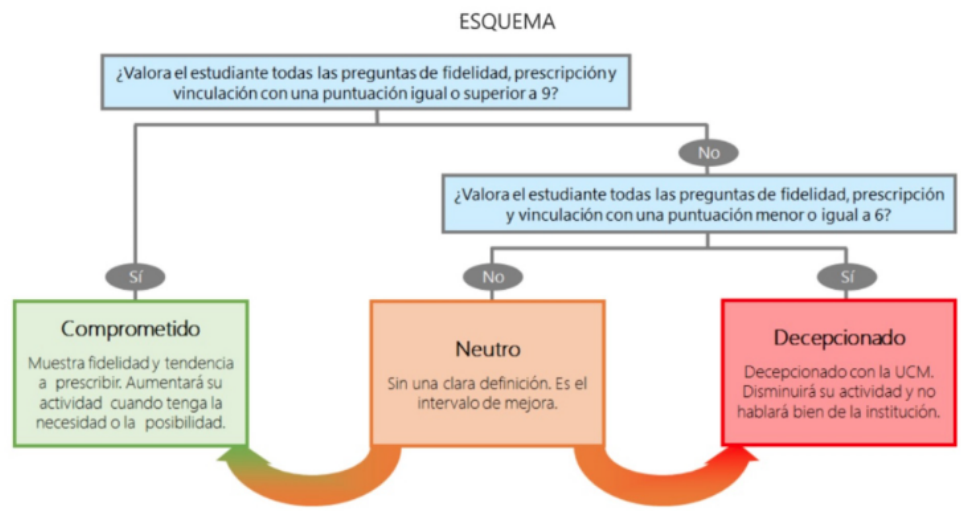 ESQUEMA
¿Valora el estudiante todas las preguntas de fidelidad, prescripción y
vinculación con una puntuación igual o superior a 9?
No
¿Valora el estudiante todas las preguntas de fidelidad, prescripción
y vinculación con una puntuación menor o igual a 6?
Sí
No
Sí
Comprometido
Muestra fidelidad y tendencia
a prescribir. Aumentará su
actividad cuando tenga la
necesidad o la posibilidad.
Neutro
Sin una clara definición. Es el
intervalo de mejora.
Decepcionado
Decepcionado con la UCM.
Disminuirá su actividad y no
hablará bien de la institución.